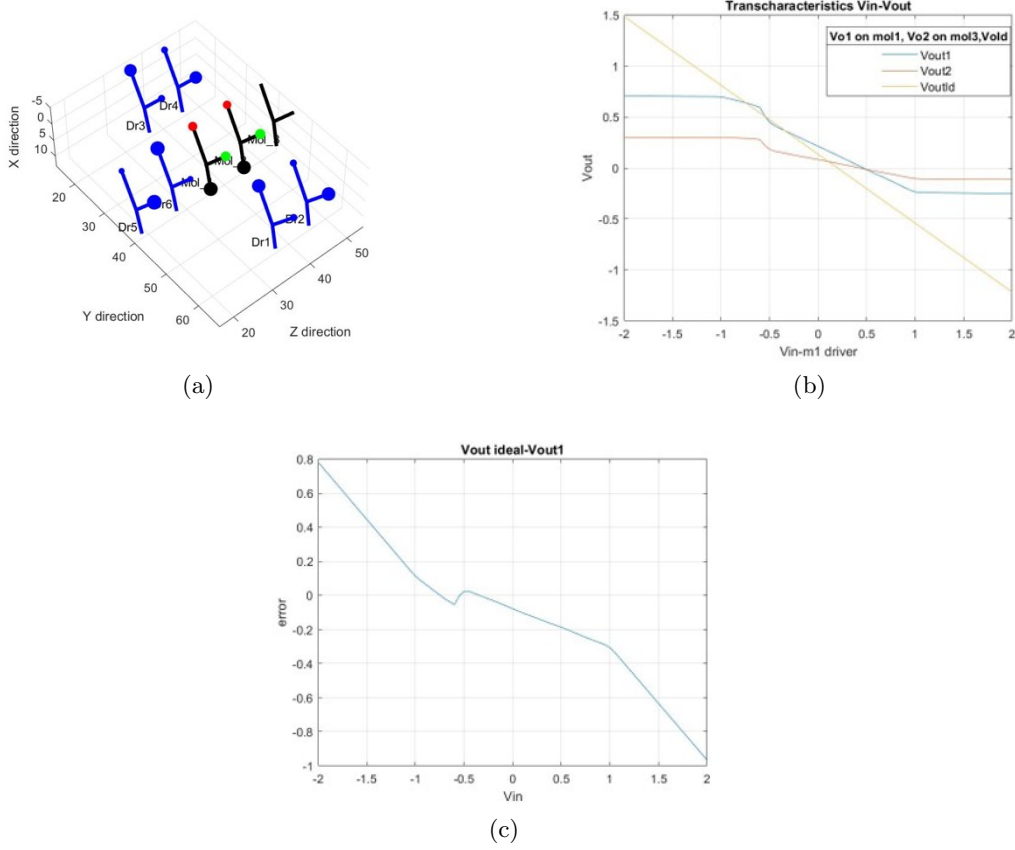 -5
0
5
10
X direction
20
30
40
50
60
Y direction
20
30
40
50
Z direction
Dr4
Dr3
Mol_
Mol_
Dr5
Dr2
Dr1
(a)
Transcharacteristics Vin-Vout
Vo1 on mol1, Vo2 on mol3,Vold
Vout1
Vout2
VoutId
1.5
1
0.5
0
-0.5
-1
-1.5
Vout
-2 -1.5 -1 -0.5 0 0.5 1 1.5 2
Vin-m1 driver
(b)
Vout ideal-Vout1
0.8
0.6
0.4
0.2
0
-0.2
-0.4
-0.6
-0.8
-1
error
-2 -1.5 -1 -0.5 0 0.5 1 1.5 2
Vin
(c)